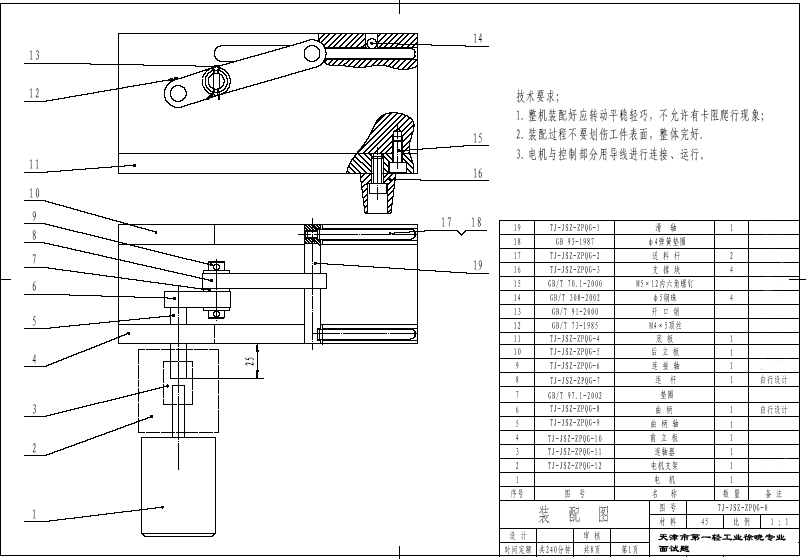 13
12
11
10
9
8
7
6
5
4
3
2
1
14
15
16
17 18
19
25
技术要求:
1.整机装配好应转动平稳轻巧、不允许有卡阻爬行现象;
2.装配过程不要划伤工件表面,整体完好.
3.电机与控制部分用导线进行连接、运行。
19 TJ-JSZ-ZPQG-1 滑 轴 1
18 GB 93-1987 φ4弹簧垫圈
17 TJ-JSZ-ZPQG-2 送 料 杆 2
16 TJ-JSZ-ZPQG-3 支 撑 块 4
15 GB/T 70.1-2000 M5×12内六角螺钉
14 GB/T 308-2002 φ5钢珠 4
13 GB/T 91-2000 开 口 销
12 GB/T 73-1985 M4×5顶丝
11 TJ-JSZ-ZPQG-4 底 板 1
10 TJ-JSZ-ZPQG-5 后 立 板 1
9 TJ-JSZ-ZPQG-6 连 接 轴 1
8 TJ-JSZ-ZPQG-7 连 杆 1 自行设计
7 GB/T 97.1-2002 垫圈
6 TJ-JSZ-ZPQG-8 曲 柄 1 自行设计
5 TJ-JSZ-ZPQG-9 曲 柄 轴 1
4 TJ-JSZ-ZPQG-10 前 立 板 1
3 TJ-JSZ-ZPQG-11 连轴器 1
2 TJ-JSZ-ZPQG-12 电机支架 1
1 电 机 1
序号 图 号 名 称 数 量 备 注
装 配 图
图 号 TJ-JSZ-ZPQG-0
材 料 45 比 例 1:1
设 计 审 核
时间定额 共240分钟 共8页 第1页
天津市第一轻工业徐晓专业
面试题